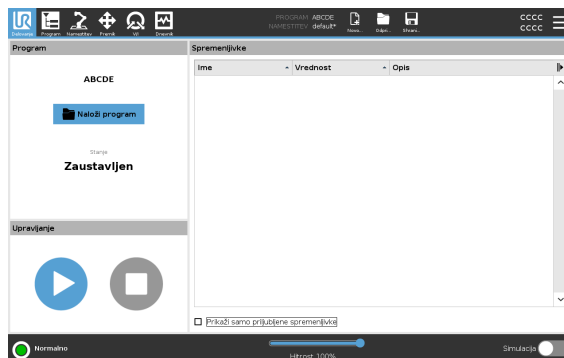 PROGRAM ABCDE
NAMESTITEV default*
Delovanje Program Namestitev Premik V/I Dnevnik
Novo... Odpri... Shrani...
CCCC
CCCC
Program
ABCDE
Naloži program
Stanje
Zaustavljen
Upravljanje
Spremenljivke
Ime Vrednost Opis
Prikaži samo priljubljene spremenljivke
Normalno
Hitrost 100%
Simulacija